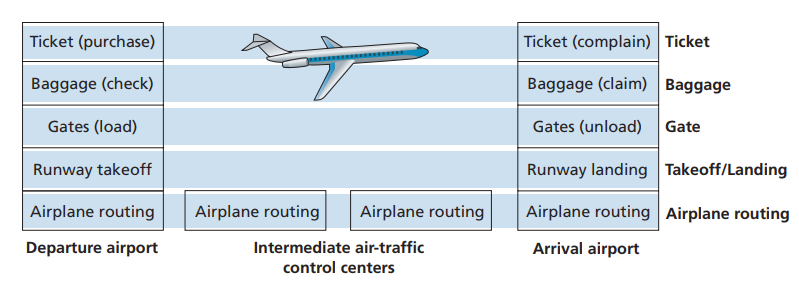 Ticket (purchase)
Ticket (complain)
Ticket
Baggage (check)
Baggage (claim)
Baggage
Gates (load)
Gates (unload)
Gate
Runway takeoff
Runway landing
Takeoff/Landing
Airplane routing
Airplane routing
Airplane routing
Airplane routing
Airplane routing
Departure airport
Intermediate air-traffic
control centers
Arrival airport